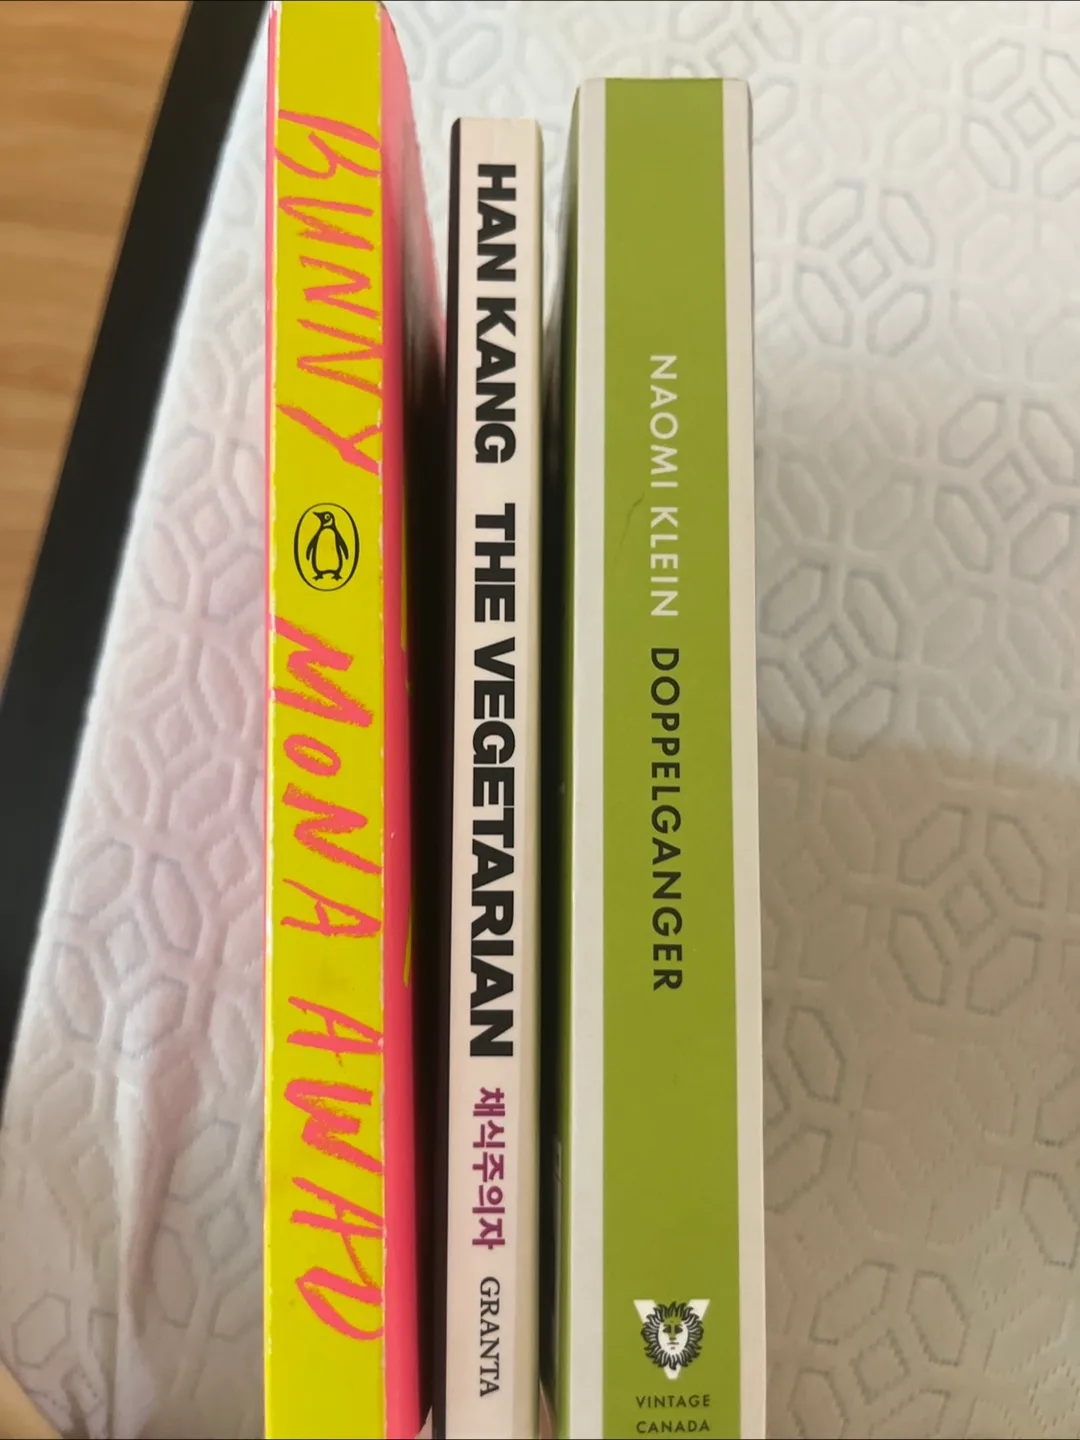 BUNNY MONA AWAD
HAN KANG THE VEGETARIAN 채식주의자 GRANTA
NAOMI KLEIN DOPPELGANGER
VINTAGE
CANADA